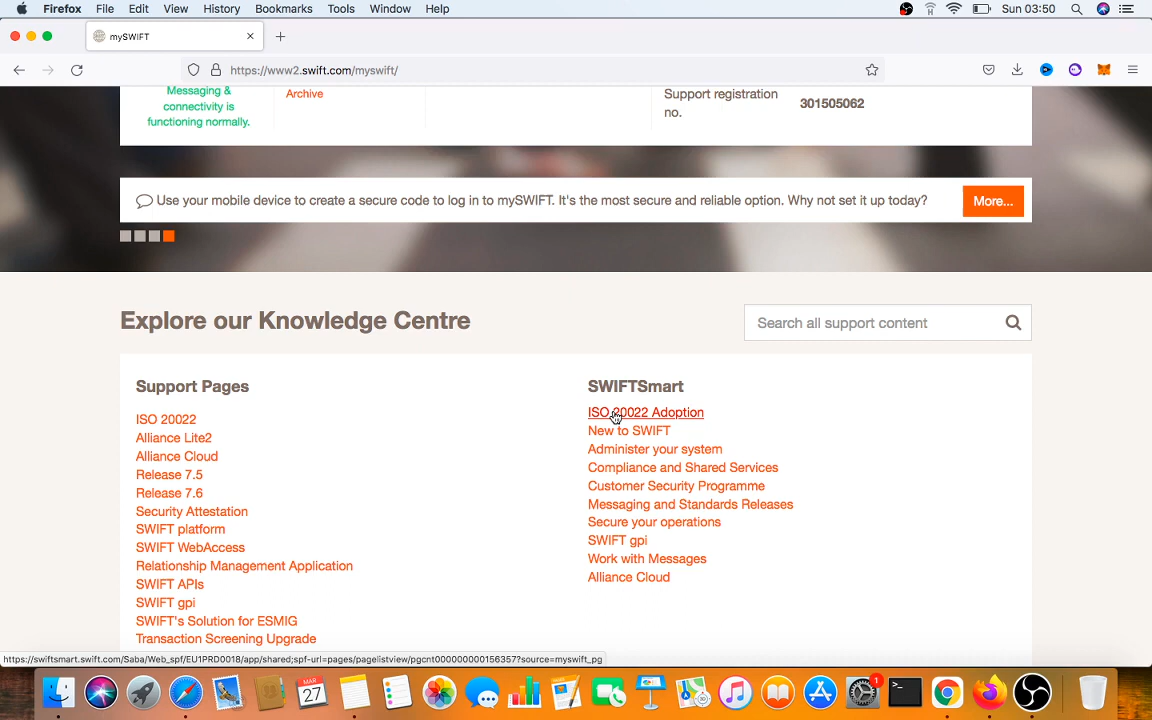 Firefox File Edit View History Bookmarks Tools Window Help Sun 03:50
mySWIFT
https://www2.swift.com/myswift/
Messaging &
connectivity is
functioning normally.
Archive
Support registration
no.
301505062
Use your mobile device to create a secure code to log in to mySWIFT. It's the most secure and reliable option. Why not set it up today?
More...
Explore our Knowledge Centre
Search all support content
Support Pages
ISO 20022
Alliance Lite2
Alliance Cloud
Release 7.5
Release 7.6
Security Attestation
SWIFT platform
SWIFT WebAccess
Relationship Management Application
SWIFT APIs
SWIFT gpi
SWIFT's Solution for ESMIG
Transaction Screening Upgrade
SWIFTSmart
ISO 20022 Adoption
New to SWIFT
Administer your system
Compliance and Shared Services
Customer Security Programme
Messaging and Standards Releases
Secure your operations
SWIFT gpi
Work with Messages
Alliance Cloud
https://swiftsmart.swift.com/Saba/Web_spf/EU1PRD0018/app/shared;spf-url=pages/pagelistview/pgcnt000000000156357?source=myswift_pg
MAR
27
1